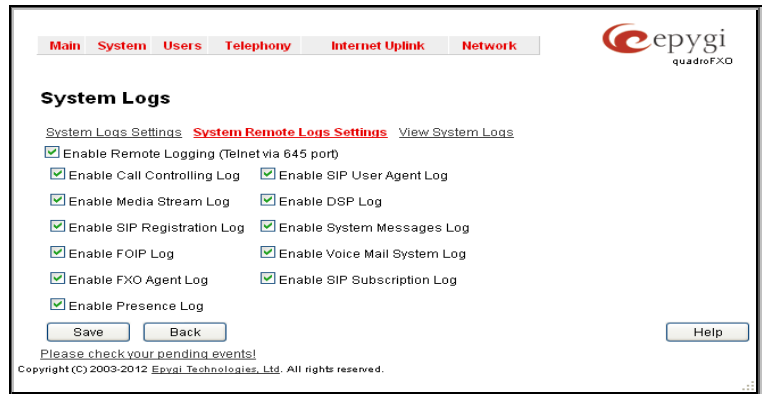 epygi
quadroFXO
Main System Users Telephony Internet Uplink Network
System Logs
System Logs Settings System Remote Logs Settings View System Logs
Enable Remote Logging (Telnet via 645 port)
Enable Call Controlling Log Enable SIP User Agent Log
Enable Media Stream Log Enable DSP Log
Enable SIP Registration Log Enable System Messages Log
Enable FOIP Log Enable Voice Mail System Log
Enable FXO Agent Log Enable SIP Subscription Log
Enable Presence Log
Save Back Help
Please check your pending events!
Copyright (C) 2003-2012 Epygi Technologies, Ltd. All rights reserved.